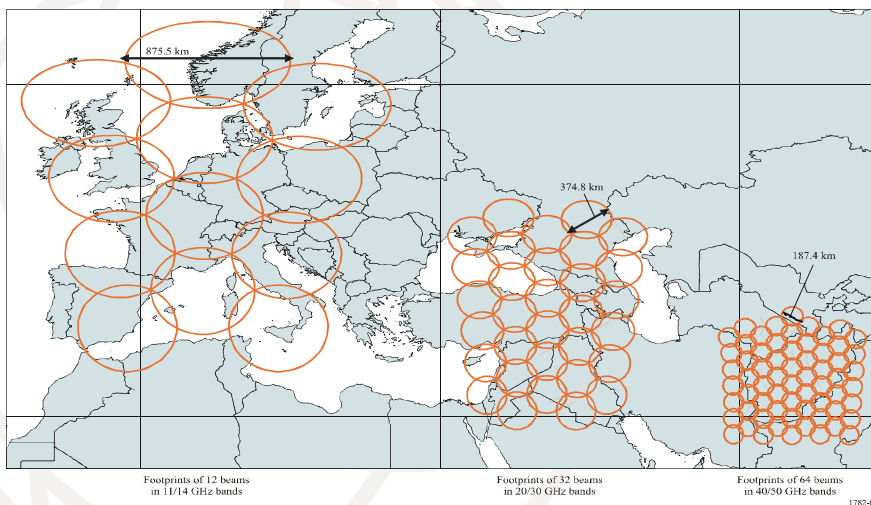 875.5 km
374.8 km
187.4 km
Footprints of 12 beams
in 11/14 GHz bands
Footprints of 32 beams
in 20/30 GHz bands
Footprints of 64 beams
in 40/50 GHz bands